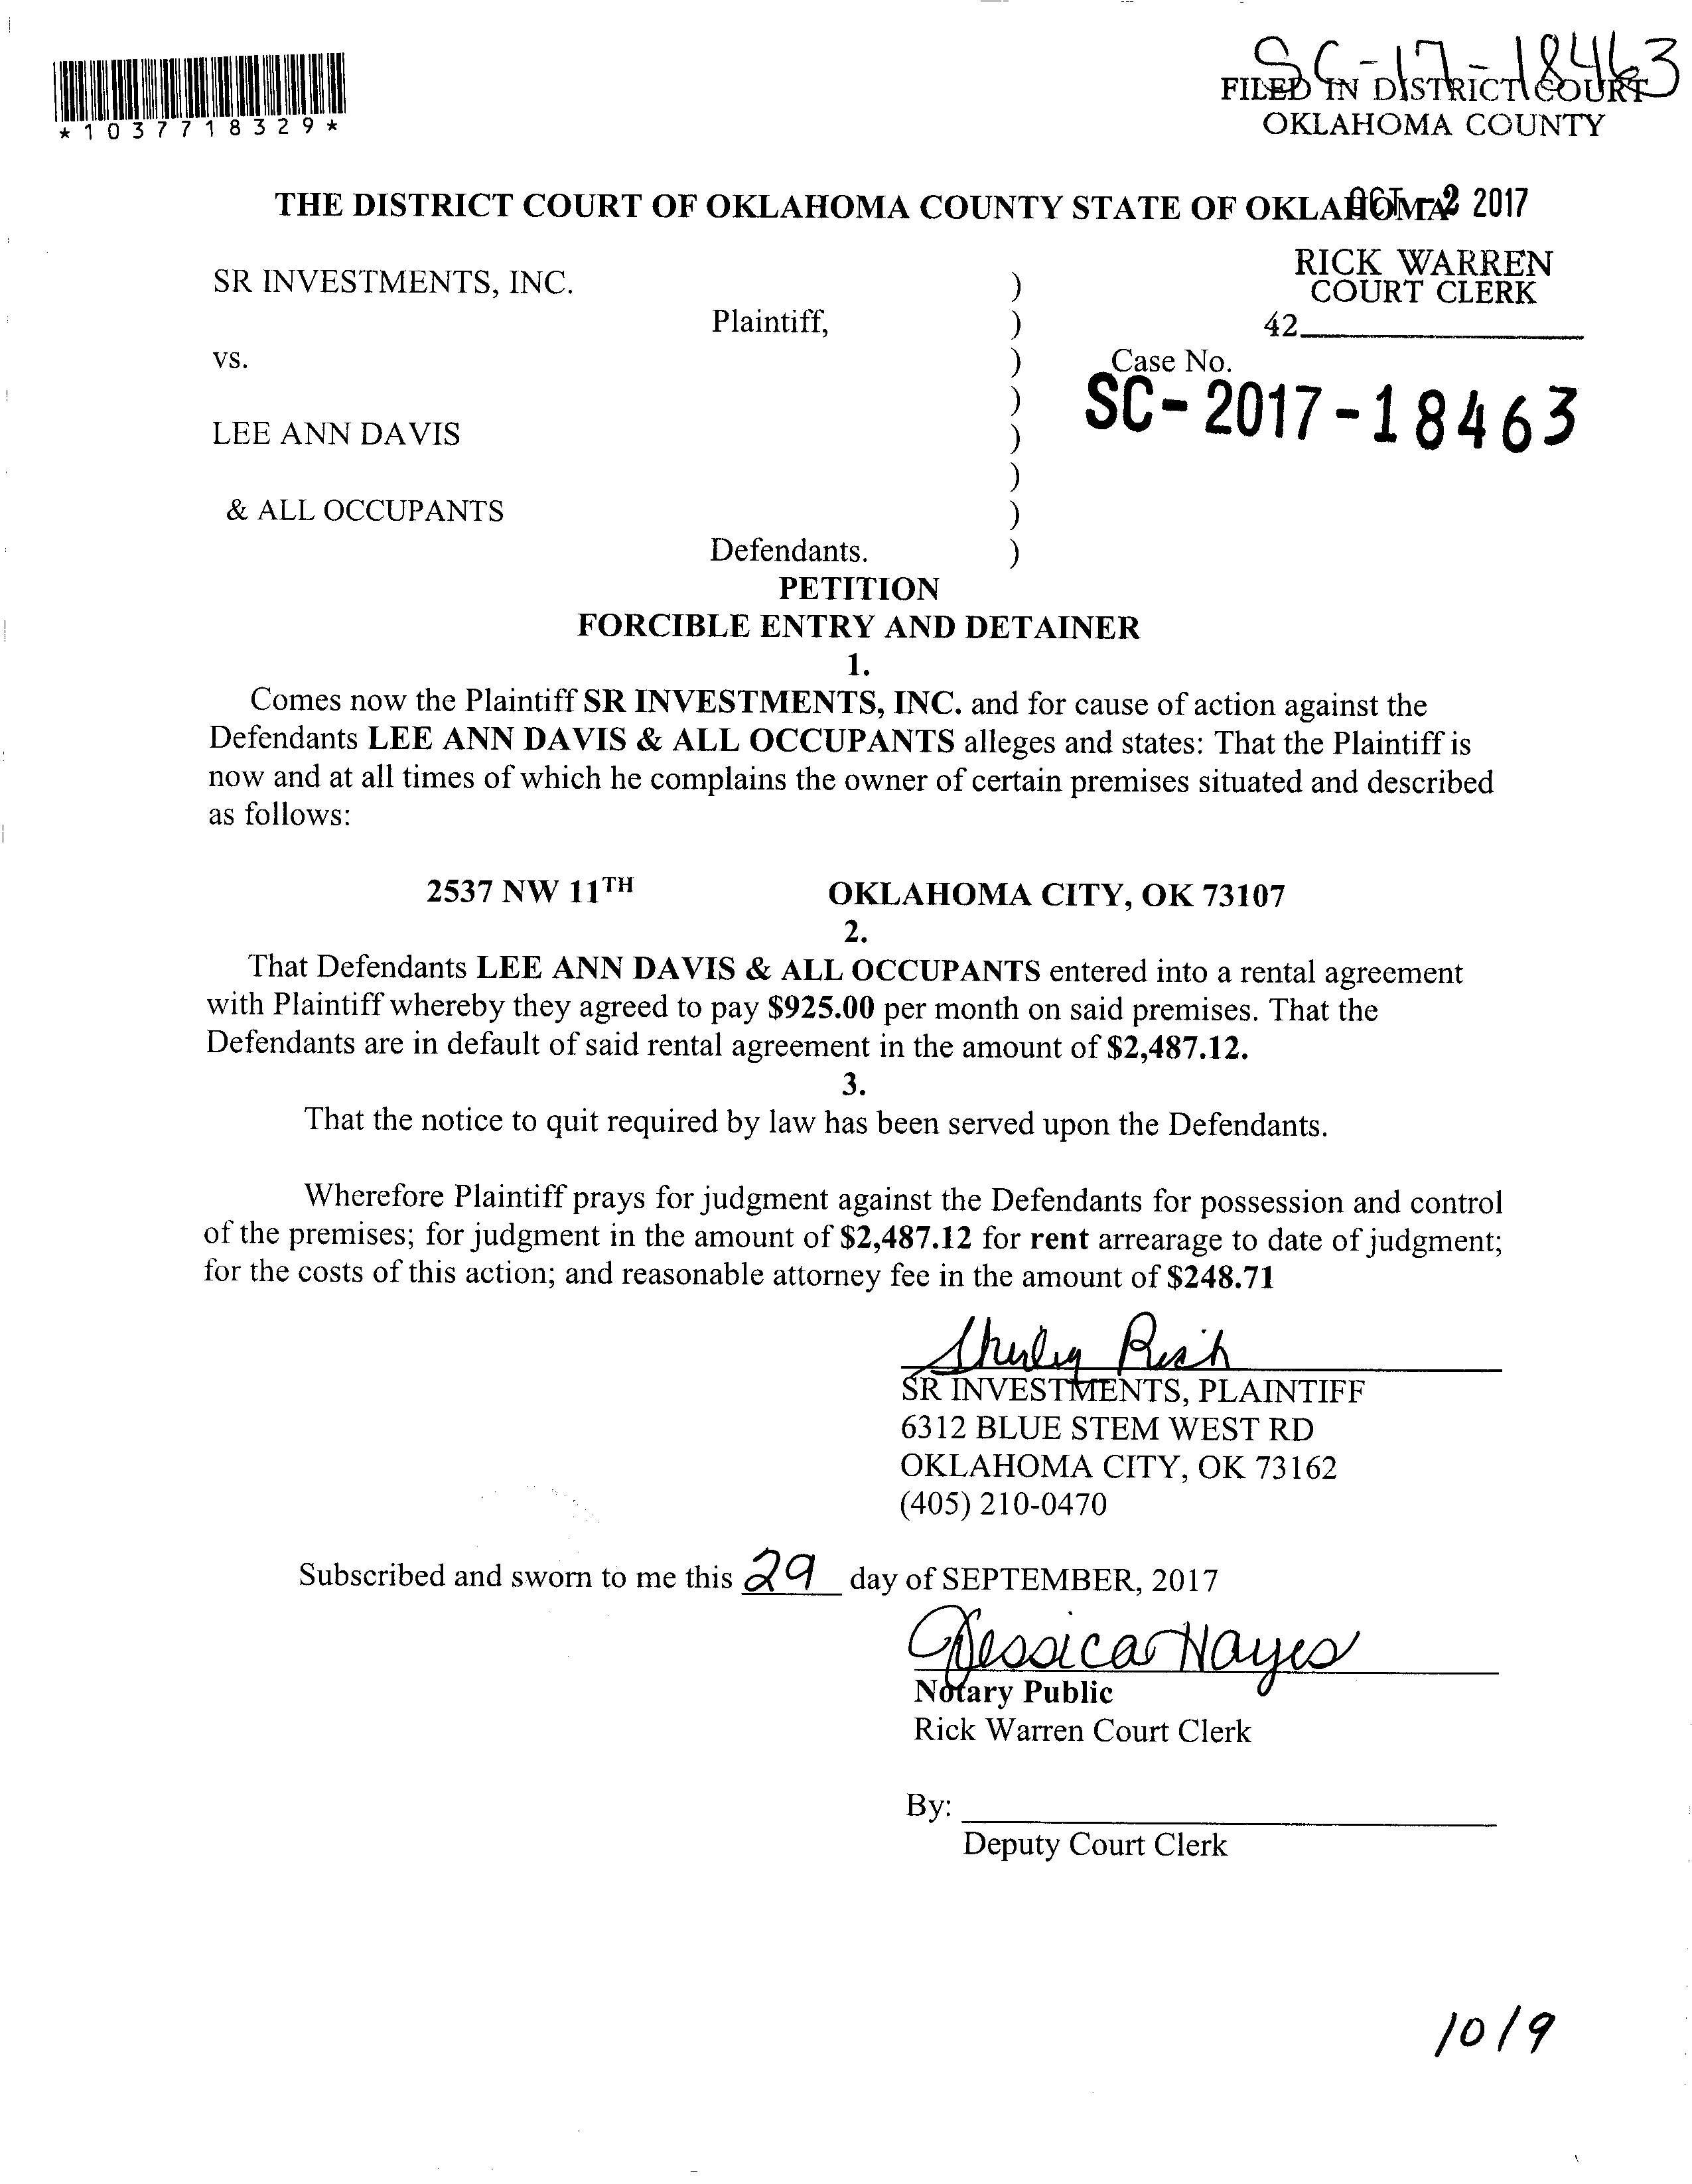 SC-17-18463
FILED IN DISTRICT COURT
OKLAHOMA COUNTY
*1037718329*
THE DISTRICT COURT OF OKLAHOMA COUNTY STATE OF OKLAHOMA
OCT -2 2017
RICK WARREN
COURT CLERK
42
SR INVESTMENTS, INC. )
Plaintiff, )
vs. ) Case No.
) SC-2017-18463
LEE ANN DAVIS )
)
& ALL OCCUPANTS )
Defendants. )
PETITION
FORCIBLE ENTRY AND DETAINER
1.
Comes now the Plaintiff SR INVESTMENTS, INC. and for cause of action against the
Defendants LEE ANN DAVIS & ALL OCCUPANTS alleges and states: That the Plaintiff is
now and at all times of which he complains the owner of certain premises situated and described
as follows:
2537 NW 11TH OKLAHOMA CITY, OK 73107
2.
That Defendants LEE ANN DAVIS & ALL OCCUPANTS entered into a rental agreement
with Plaintiff whereby they agreed to pay $925.00 per month on said premises. That the
Defendants are in default of said rental agreement in the amount of $2,487.12.
3.
That the notice to quit required by law has been served upon the Defendants.
Wherefore Plaintiff prays for judgment against the Defendants for possession and control
of the premises; for judgment in the amount of $2,487.12 for rent arrearage to date of judgment;
for the costs of this action; and reasonable attorney fee in the amount of $248.71
Shirley
SR INVESTMENTS, PLAINTIFF
6312 BLUE STEM WEST RD
OKLAHOMA CITY, OK 73162
(405) 210-0470
Subscribed and sworn to me this 29 day of SEPTEMBER, 2017
Jessica Hayes
Notary Public
Rick Warren Court Clerk
By:
Deputy Court Clerk
10/9